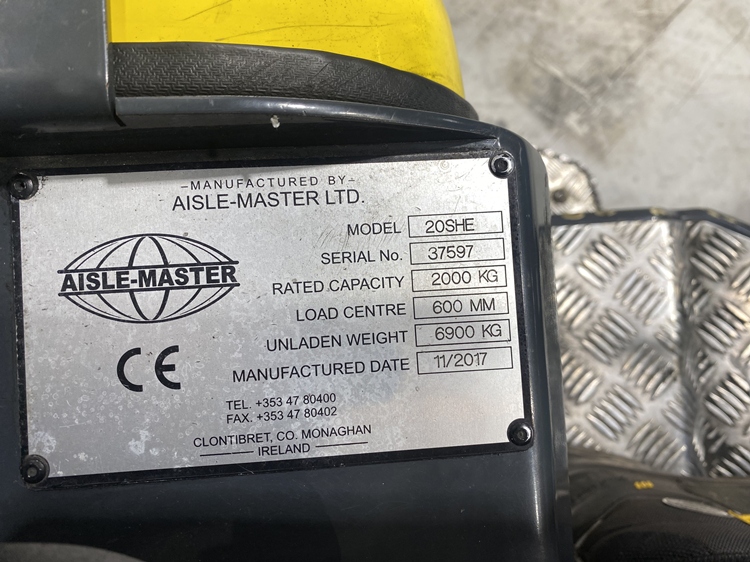 –MANUFACTURED BY–
AISLE-MASTER LTD.
AISLE-MASTER
CE
MODEL 20SHE
SERIAL No. 37597
RATED CAPACITY 2000 KG
LOAD CENTRE 600 MM
UNLADEN WEIGHT 6900 KG
MANUFACTURED DATE 11/2017
TEL. +353 47 80400
FAX. +353 47 80402
CLONTIBRET, CO. MONAGHAN
— IRELAND —